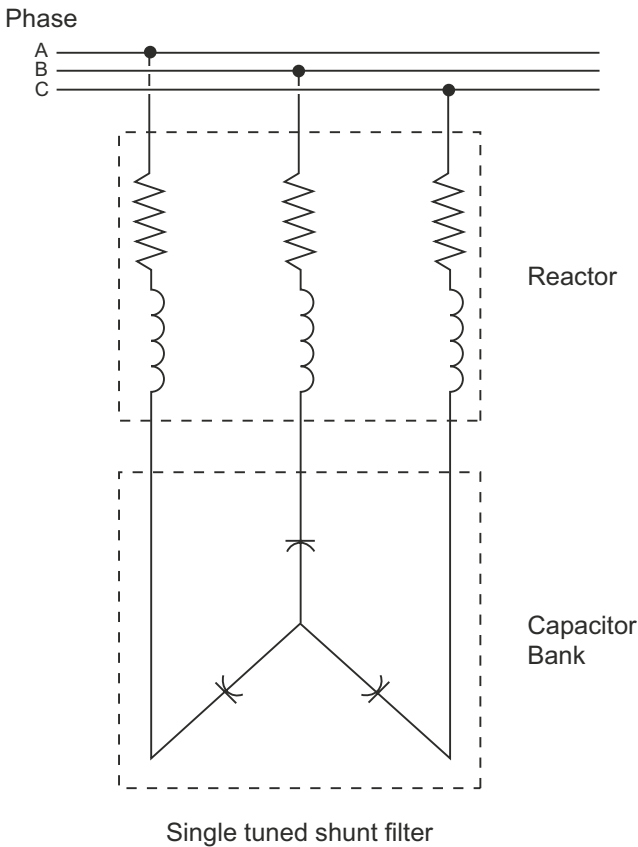 Phase
A
B
C
Reactor
Capacitor
Bank
Single tuned shunt filter